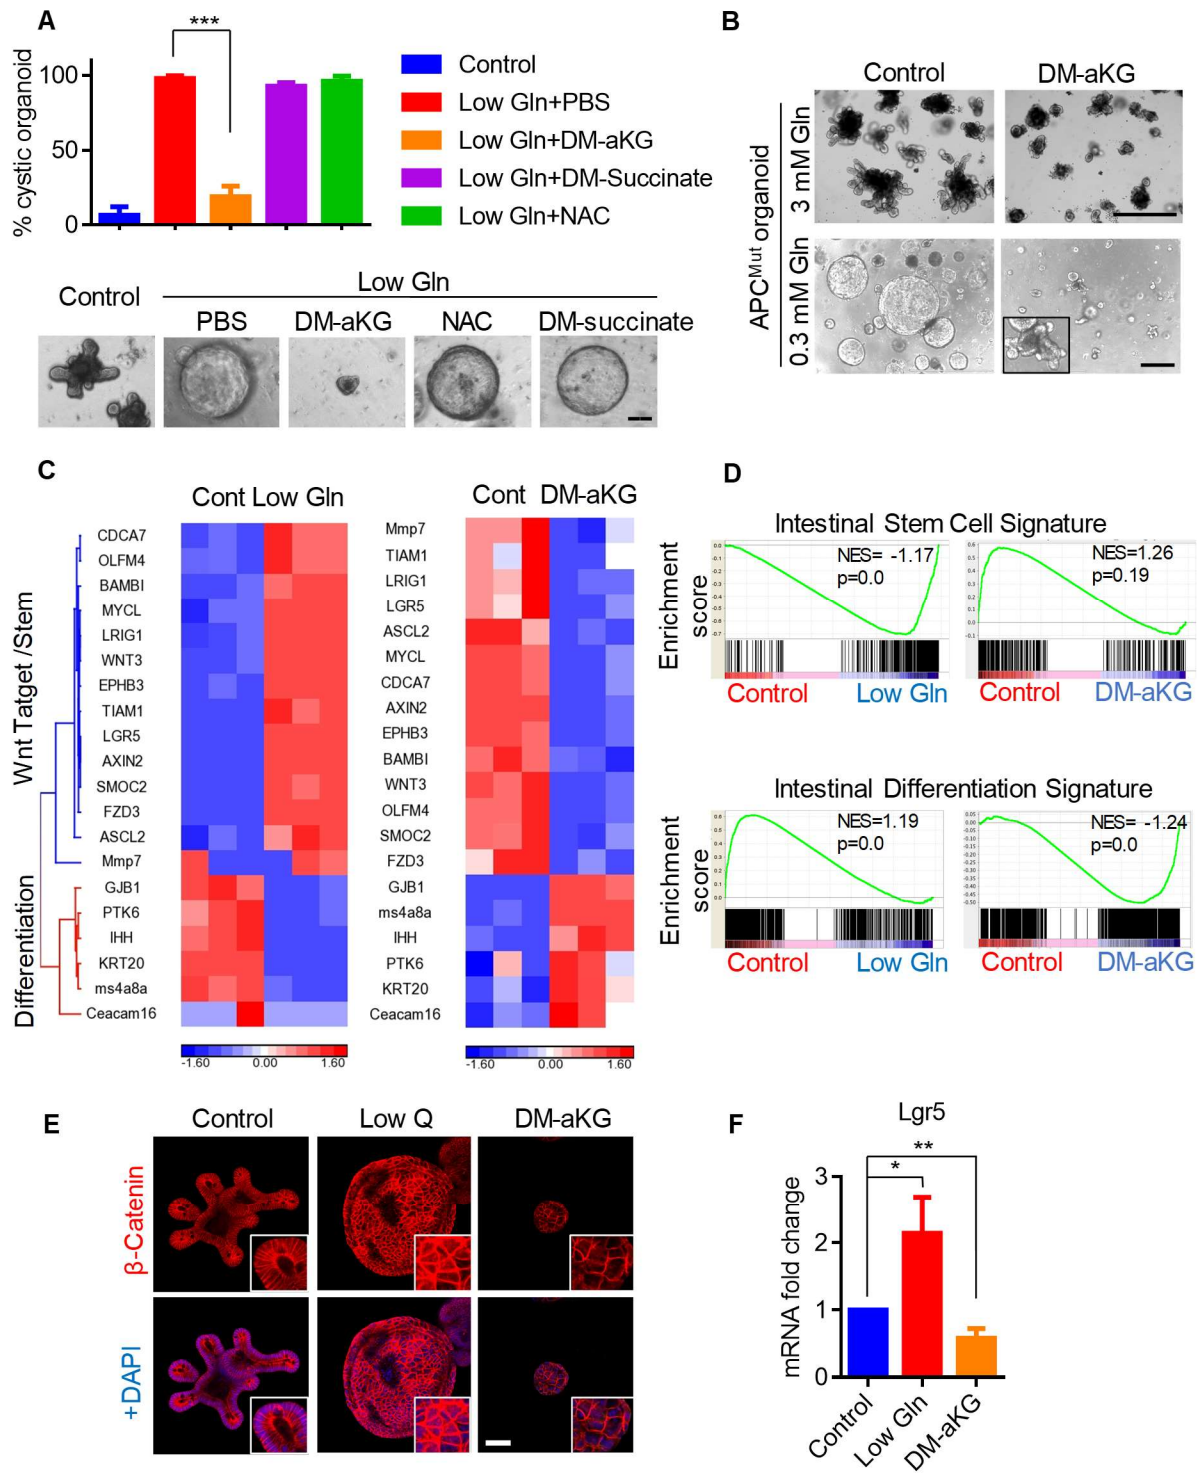 A
***
% cystic organoid
100
50
0
Control
Low Gln+PBS
Low Gln+DM-aKG
Low Gln+DM-Succinate
Low Gln+NAC
Control
Low Gln
PBS
DM-aKG
NAC
DM-succinate
B
Control
DM-aKG
APCMut organoid
3 mM Gln
0.3 mM Gln
C
Cont Low Gln
Wnt Tatget /Stem
Differentiation
CDCA7
OLFM4
BAMBI
MYCL
LRIG1
WNT3
EPHB3
TIAM1
LGR5
AXIN2
SMOC2
FZD3
ASCL2
Mmp7
GJB1
PTK6
IHH
KRT20
ms4a8a
Ceacam16
-1.60 0.00 1.60
Cont DM-aKG
Mmp7
TIAM1
LRIG1
LGR5
ASCL2
MYCL
CDCA7
AXIN2
EPHB3
BAMBI
WNT3
OLFM4
SMOC2
FZD3
GJB1
ms4a8a
IHH
PTK6
KRT20
Ceacam16
-1.60 0.00 1.60
D
Intestinal Stem Cell Signature
Enrichment
score
NES= -1.17
p=0.0
Control Low Gln
NES=1.26
p=0.19
Control DM-aKG
Intestinal Differentiation Signature
Enrichment
score
NES=1.19
p=0.0
Control Low Gln
NES= -1.24
p=0.0
Control DM-aKG
E
Control
Low Q
DM-aKG
β-Catenin
+DAPI
F
Lgr5
**
*
mRNA fold change
3
2
1
0
Control
Low Gln
DM-aKG